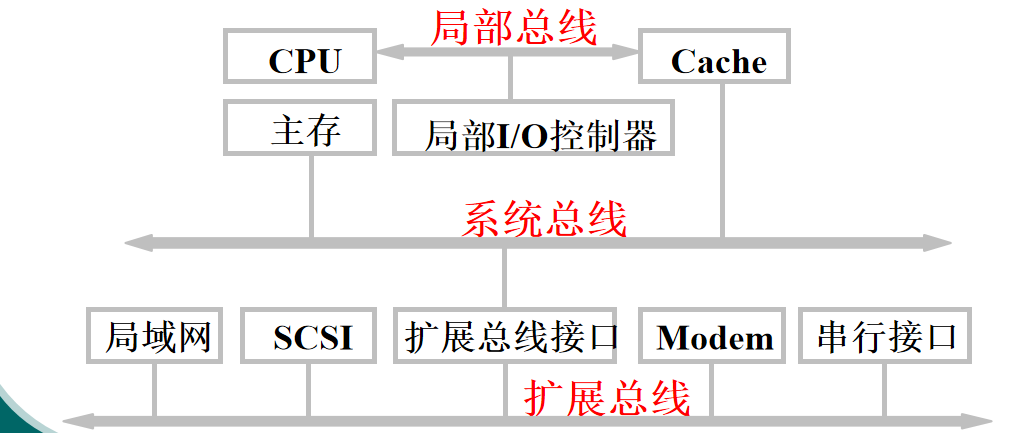 局部总线
CPU
Cache
主存
局部I/O控制器
系统总线
局域网
SCSI
扩展总线接口
Modem
串行接口
扩展总线